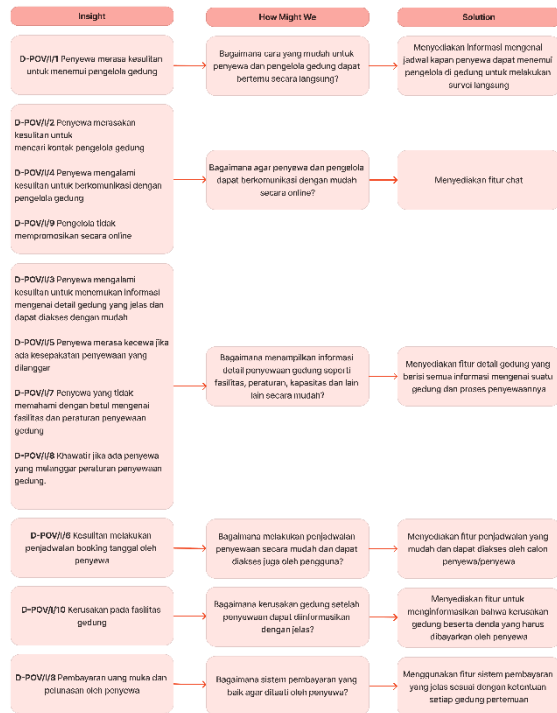 Insight
How Might We
Solution
D-POV/I/1 Penyewa merasa kesulitan
untuk menemui pengelola gedung
Bagaimana cara yang mudah untuk
penyewa dan pengelola gedung dapat
bertemu secara langsung?
Menyediakan informasi mengenai
jadwal kapan penyewa dapat menemui
pengelola di gedung untuk melakukan
survei langsung
D-POV/I/2 Penyewa merasakan
kesulitan untuk
mencari kontak pengelola gedung
D-POV/I/4 Penyewa mengalami
kesulitan untuk berkomunikasi dengan
pengelola gedung
D-POV/I/9 Pengelola tidak
mempromosikan secara online
Bagaimana agar penyewa dan pengelola
dapat berkomunikasi dengan mudah
secara online?
Menyediakan fitur chat
D-POV/I/3 Penyewa mengalami
kesulitan untuk menemukan informasi
mengenai detail gedung yang jelas dan
dapat diakses dengan mudah
D-POV/I/5 Penyewa merasa kecewa jika
ada kesepakatan penyewaan yang
dilanggar
D-POV/I/7 Penyewa yang tidak
memahami dengan betul mengenai
fasilitas dan peraturan penyewaan
gedung
D-POV/I/8 Khawatir jika ada penyewa
yang melanggar peraturan penyewaan
gedung.
Bagaimana menampilkan informasi
detail penyewaan gedung seperti
fasilitas, peraturan, kapasitas dan lain
lain secara mudah?
Menyediakan fitur detail gedung yang
berisi semua informasi mengenai suatu
gedung dan proses penyewaannya
D-POV/I/6 Kesulitan melakukan
penjadwalan booking tanggal oleh
penyewa
Bagaimana melakukan penjadwalan
penyewaan secara mudah dan dapat
diakses juga oleh pengguna?
Menyediakan fitur penjadwalan yang
mudah dan dapat diakses oleh calon
penyewa/penyewa
D-POV/I/10 Kerusakan pada fasilitas
gedung
Bagaimana kerusakan gedung setelah
penyewaan dapat diinformasikan
dengan jelas?
Menyediakan fitur untuk
menginformasikan bahwa kerusakan
gedung beserta denda yang harus
dibayarkan oleh penyewa
D-POV/I/8 Pembayaran uang muka dan
pelunasan oleh penyewa
Bagaimana sistem pembayaran yang
baik agar ditaati oleh penyewa?
Menggunakan fitur sistem pembayaran
yang jelas sesuai dengan ketentuan
setiap gedung pertemuan